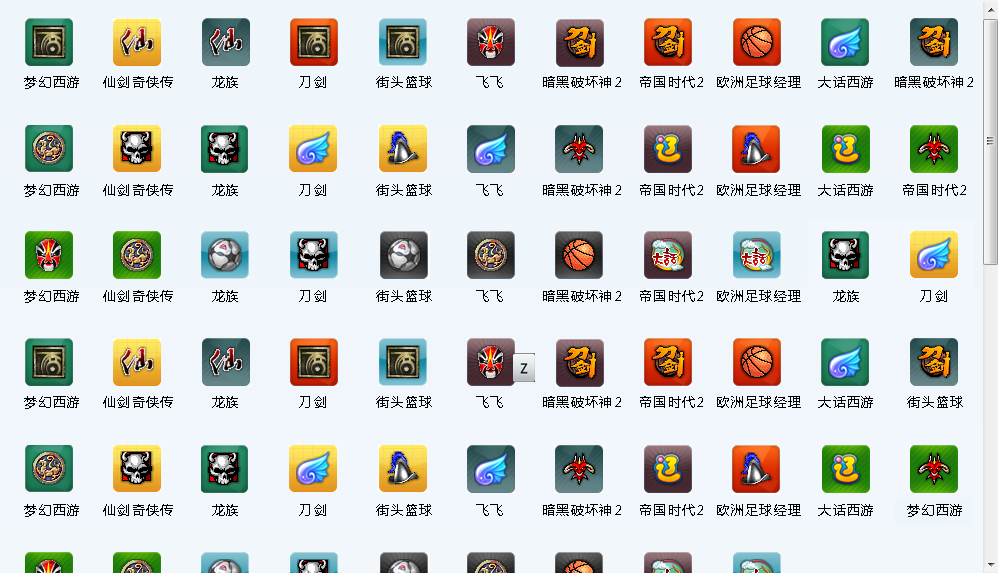 梦幻西游 仙剑奇侠传 龙族 刀剑 街头篮球 飞飞 暗黑破坏神2 帝国时代2 欧洲足球经理 大话西游 暗黑破坏神2
梦幻西游 仙剑奇侠传 龙族 刀剑 街头篮球 飞飞 暗黑破坏神2 帝国时代2 欧洲足球经理 大话西游 帝国时代2
梦幻西游 仙剑奇侠传 龙族 刀剑 街头篮球 飞飞 暗黑破坏神2 帝国时代2 欧洲足球经理 龙族 刀剑
Z
梦幻西游 仙剑奇侠传 龙族 刀剑 街头篮球 飞飞 暗黑破坏神2 帝国时代2 欧洲足球经理 大话西游 街头篮球
梦幻西游 仙剑奇侠传 龙族 刀剑 街头篮球 飞飞 暗黑破坏神2 帝国时代2 欧洲足球经理 大话西游 梦幻西游